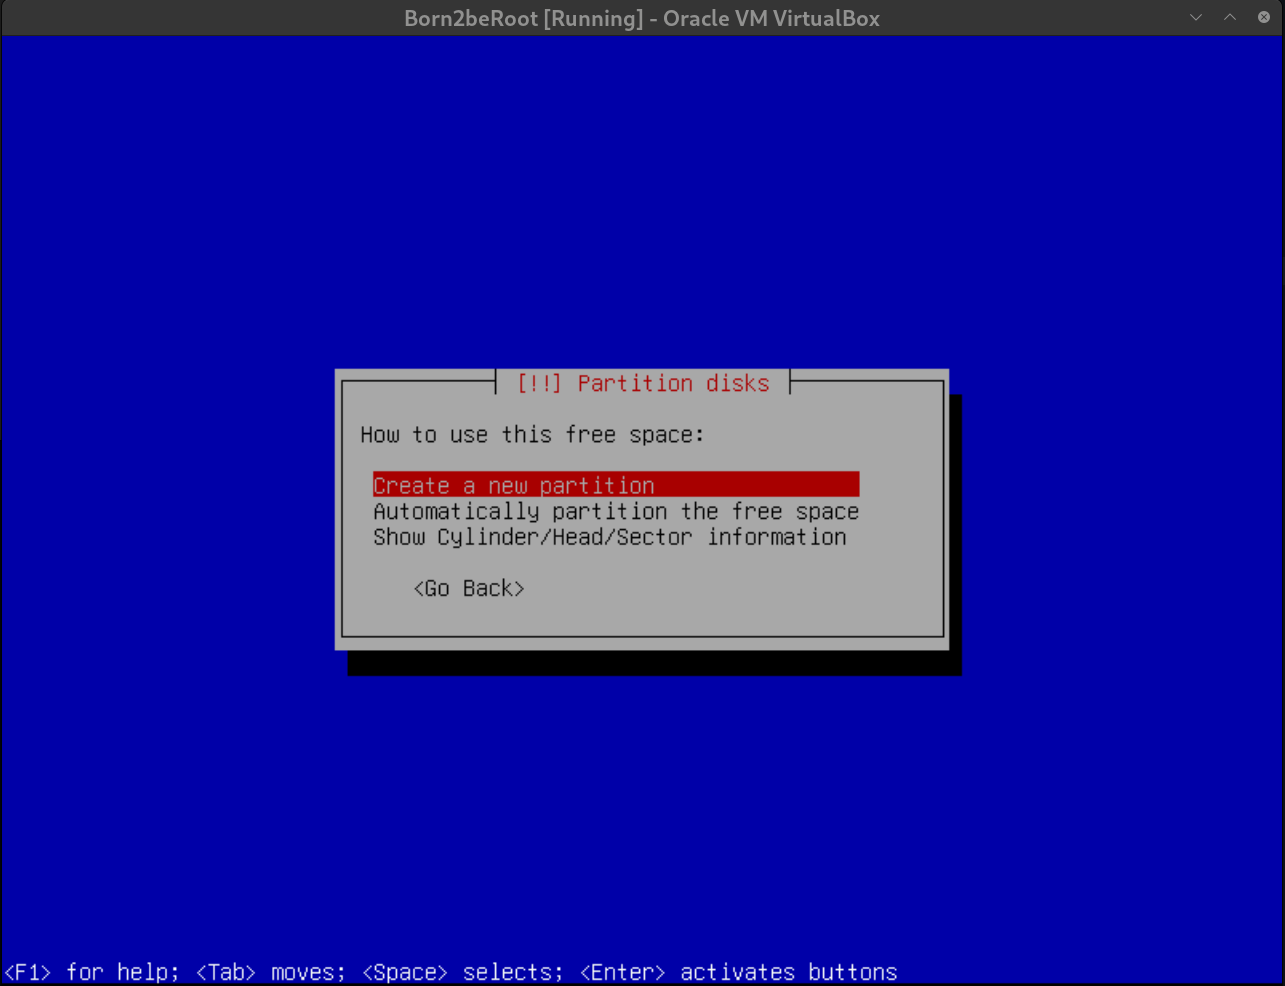 Born2beRoot [Running] - Oracle VM VirtualBox
[!!] Partition disks
How to use this free space:
Create a new partition
Automatically partition the free space
Show Cylinder/Head/Sector information
<Go Back>
<F1> for help; <Tab> moves; <Space> selects; <Enter> activates buttons